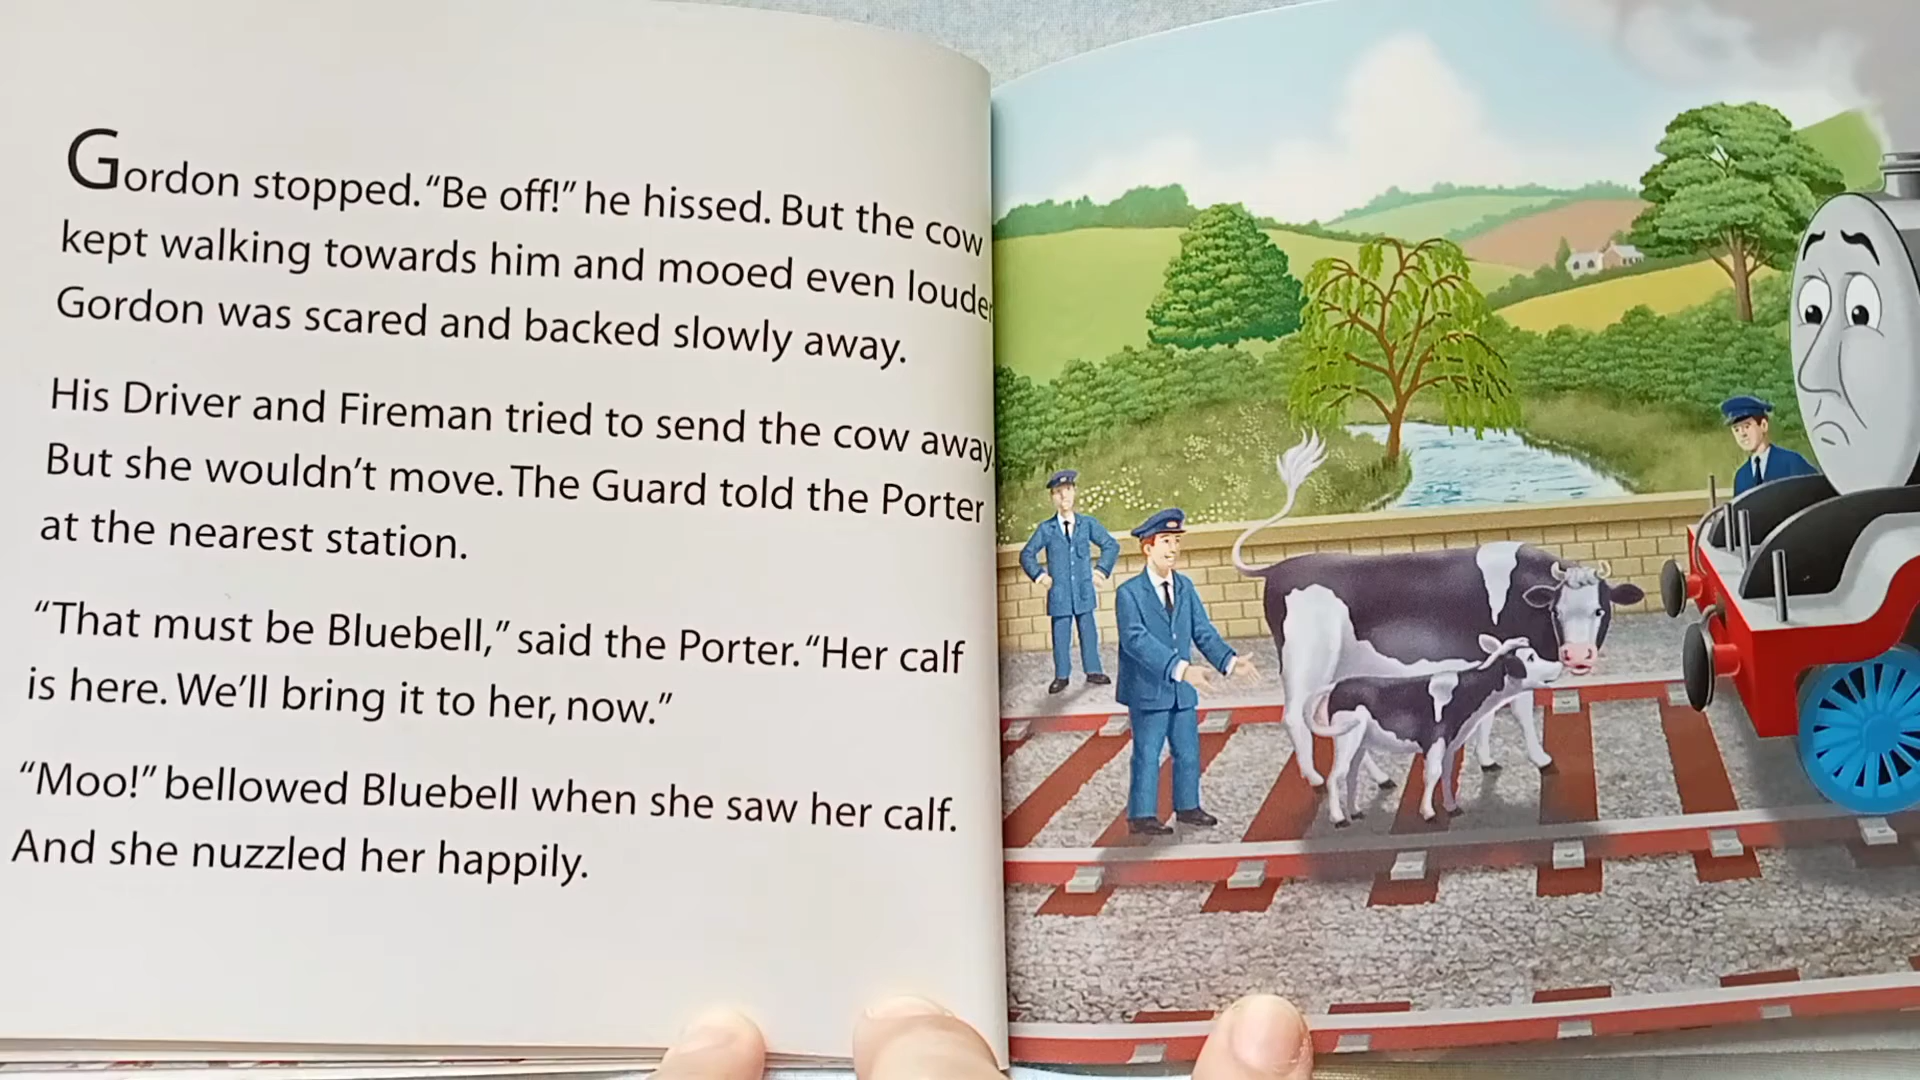 Gordon stopped. “Be off!” he hissed. But the cow
kept walking towards him and mooed even louder
Gordon was scared and backed slowly away.
His Driver and Fireman tried to send the cow away.
But she wouldn’t move. The Guard told the Porter
at the nearest station.
“That must be Bluebell,” said the Porter. “Her calf
is here. We’ll bring it to her, now.”
“Moo!” bellowed Bluebell when she saw her calf.
And she nuzzled her happily.